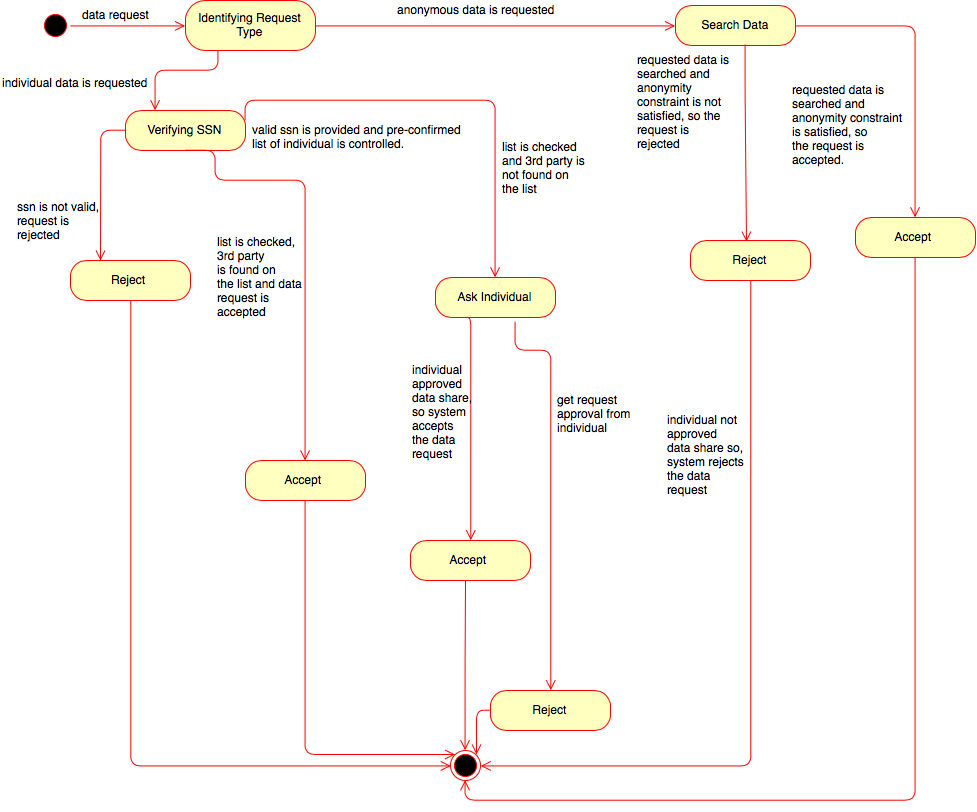 data request
Identifying Request
Type
anonymous data is requested
Search Data
individual data is requested
requested data is
searched and
anonymity
constraint is not
satisfied, so the
request is
rejected
requested data is
searched and
anonymity constraint
is satisfied, so
the request is
accepted.
Verifying SSN
valid ssn is provided and pre-confirmed
list of individual is controlled.
list is checked
and 3rd party is
not found on
the list
ssn is not valid,
request is
rejected
list is checked,
3rd party
is found on
the list and data
request is
accepted
Reject
Ask Individual
Reject
Accept
individual
approved
data share,
so system
accepts
the data
request
get request
approval from
individual
individual not
approved
data share so,
system rejects
the data
request
Accept
Accept
Reject